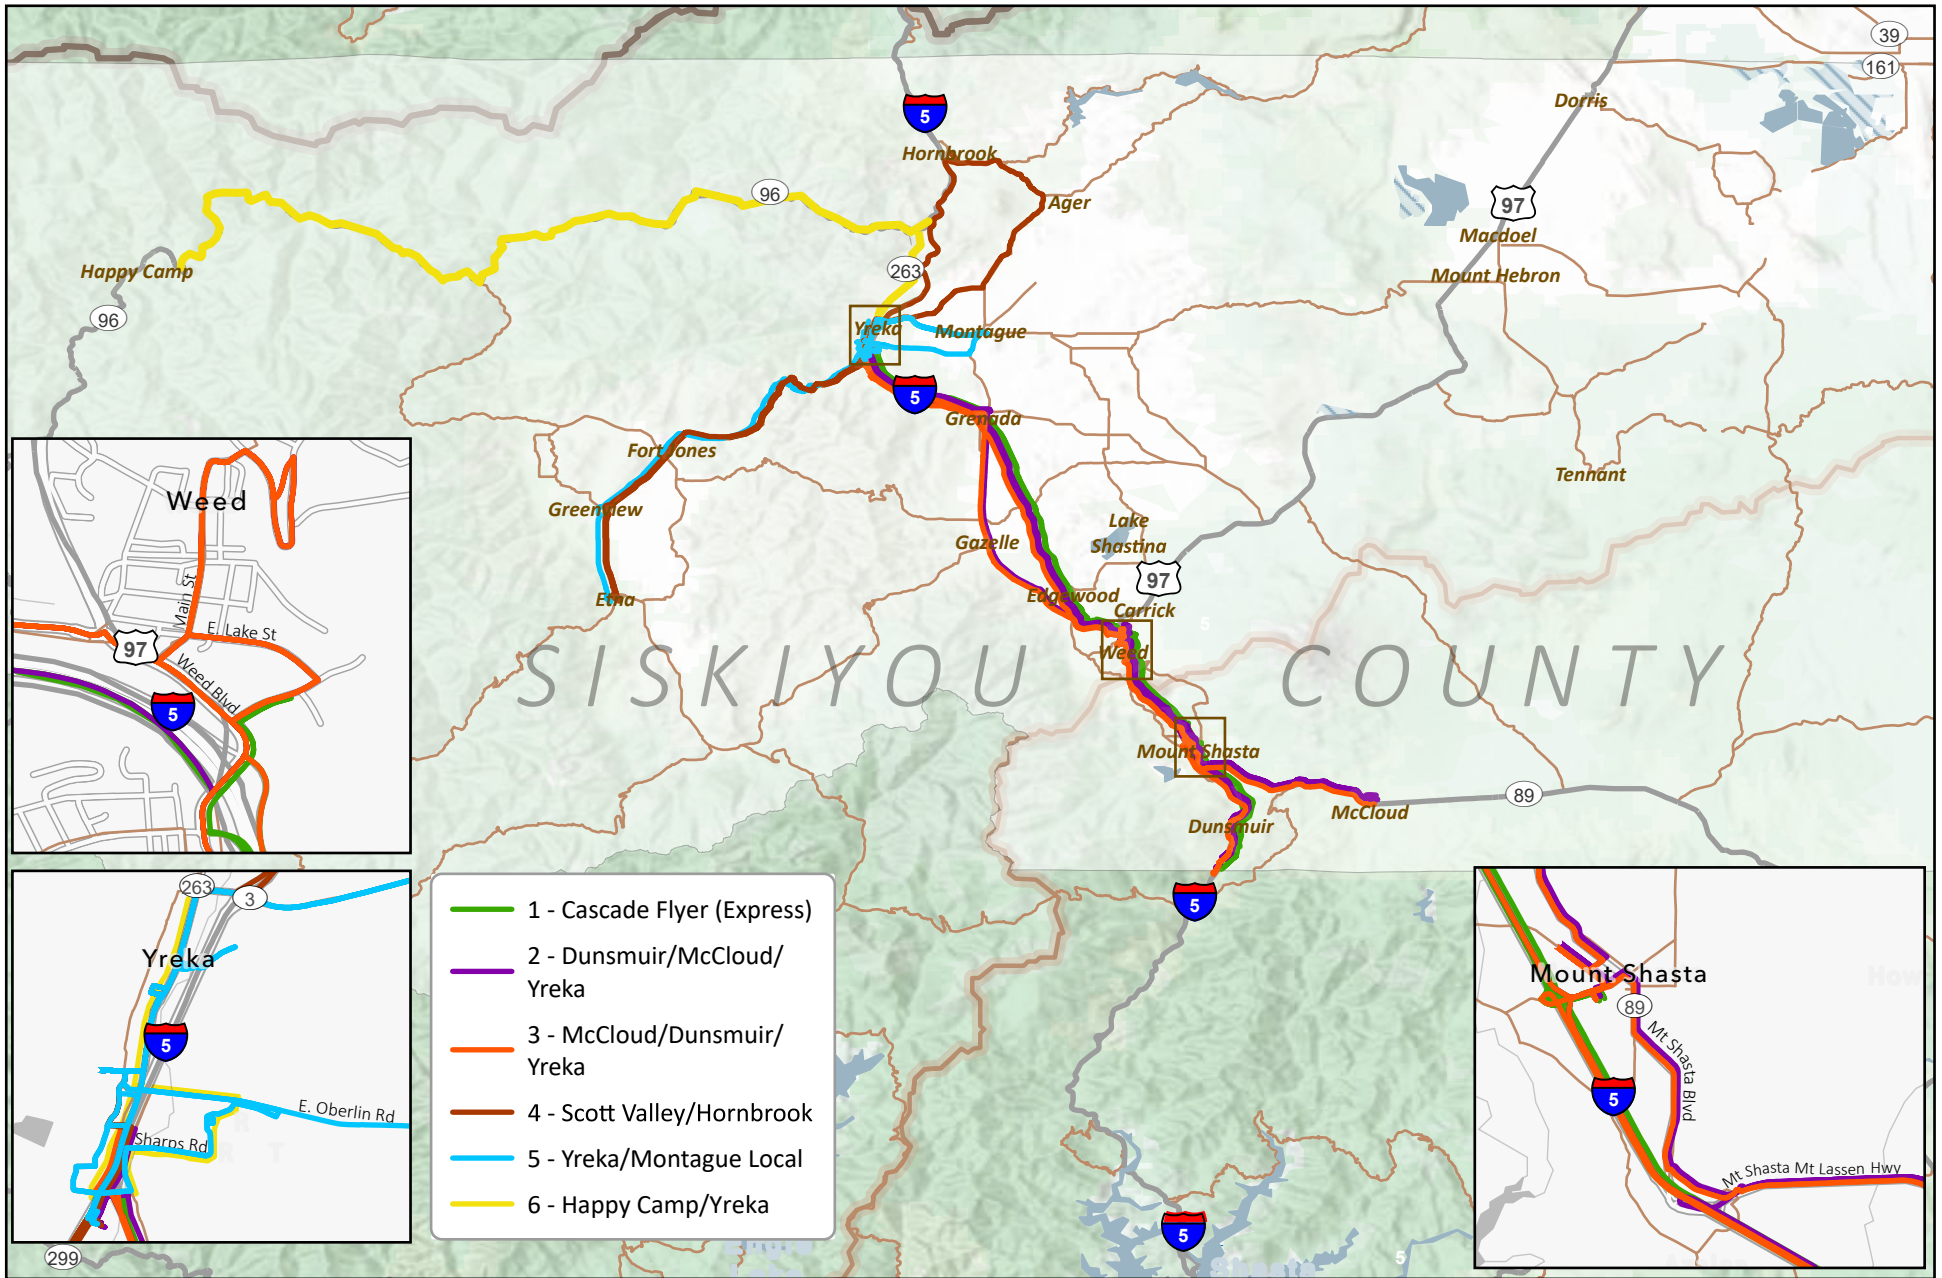 39
161
5
Dorris
Hornbrook
96
97
Ager
Macdoel
263
Happy Camp
Mount Hebron
96
Yreka
Montague
5
Grenada
Fort Jones
Tennant
Greenview
Lake
Shastina
Gazelle
97
Edgewood
Carrick
Etna
5
Weed
SISKIYOU COUNTY
Mount Shasta
89
McCloud
Dunsmuir
5
Weed
Main St
E. Lake St
97
Weed Blvd
5
263
3
Yreka
5
E. Oberlin Rd
Sharps Rd
299
1 - Cascade Flyer (Express)
2 - Dunsmuir/McCloud/
Yreka
3 - McCloud/Dunsmuir/
Yreka
4 - Scott Valley/Hornbrook
5 - Yreka/Montague Local
6 - Happy Camp/Yreka
Mount Shasta
89
Mt Shasta Blvd
5
Mt Shasta Mt Lassen Hwy
5
5
Shasta